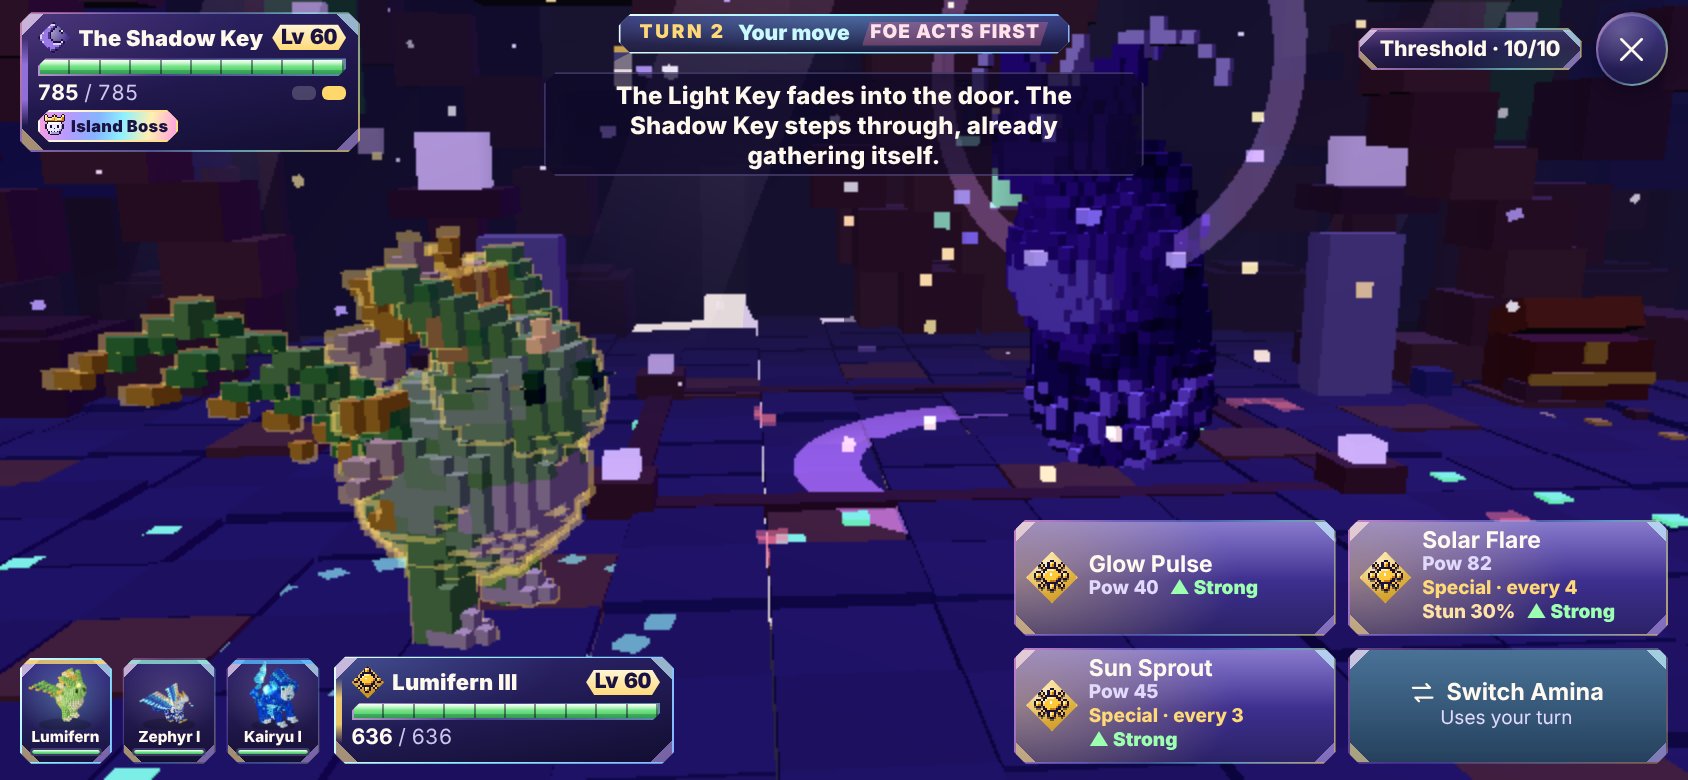 The Shadow Key Lv 60
785 / 785
Island Boss
TURN 2 Your move FOE ACTS FIRST
The Light Key fades into the door. The
Shadow Key steps through, already
gathering itself.
Threshold · 10/10
Glow Pulse
Pow 40 ▲ Strong
Solar Flare
Pow 82
Special · every 4
Stun 30% ▲ Strong
Sun Sprout
Pow 45
Special · every 3
▲ Strong
Switch Amina
Uses your turn
Lumifern
Zephyr I
Kairyu I
Lumifern III Lv 60
636 / 636